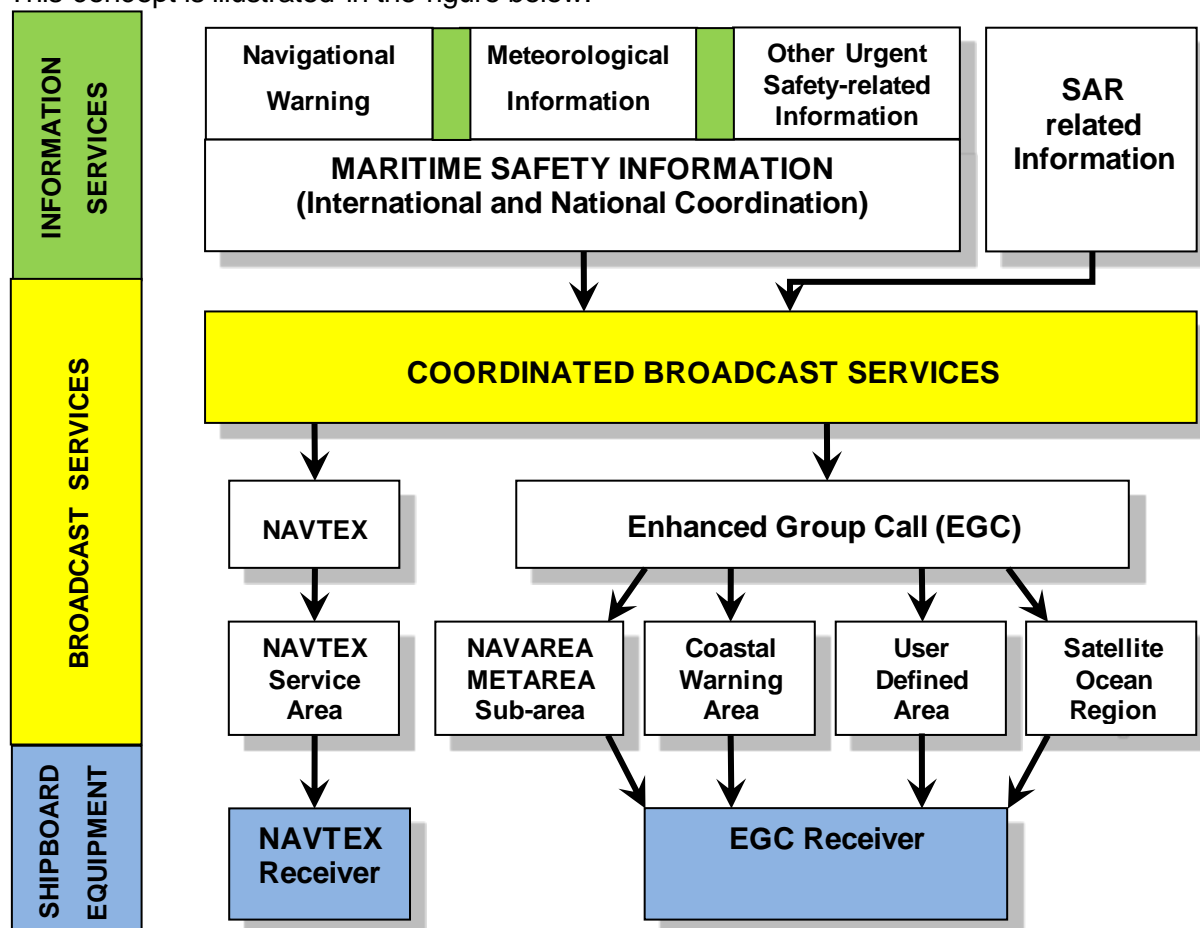 This concept is illustrated in the figure below.
INFORMATION
SERVICES
Navigational
Warning
Meteorological
Information
Other Urgent
Safety-related
Information
MARITIME SAFETY INFORMATION
(International and National Coordination)
SAR
related
Information
BROADCAST SERVICES
COORDINATED BROADCAST SERVICES
NAVTEX
Enhanced Group Call (EGC)
NAVTEX
Service
Area
NAVAREA
METAREA
Sub-area
Coastal
Warning
Area
User
Defined
Area
Satellite
Ocean
Region
SHIPBOARD
EQUIPMENT
NAVTEX
Receiver
EGC Receiver